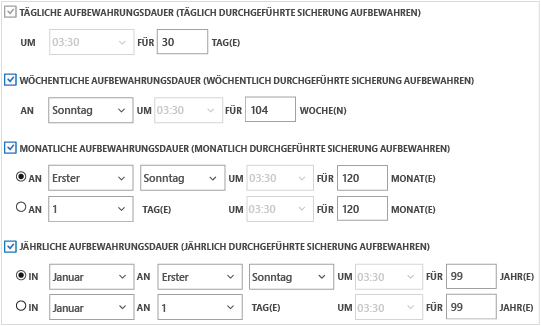 TÄGLICHE AUFBEWAHRUNGSDAUER (TÄGLICH DURCHGEFÜHRTE SICHERUNG AUFBEWAHREN)
UM 03:30 FÜR 30 TAG(E)
WÖCHENTLICHE AUFBEWAHRUNGSDAUER (WÖCHENTLICH DURCHGEFÜHRTE SICHERUNG AUFBEWAHREN)
AN Sonntag UM 03:30 FÜR 104 WOCHE(N)
MONATLICHE AUFBEWAHRUNGSDAUER (MONATLICH DURCHGEFÜHRTE SICHERUNG AUFBEWAHREN)
AN Erster Sonntag UM 03:30 FÜR 120 MONAT(E)
AN 1 TAG(E) UM 03:30 FÜR 120 MONAT(E)
JÄHRLICHE AUFBEWAHRUNGSDAUER (JÄHRLICH DURCHGEFÜHRTE SICHERUNG AUFBEWAHREN)
IN Januar AN Erster Sonntag UM 03:30 FÜR 99 JAHR(E)
IN Januar AN 1 TAG(E) UM 03:30 FÜR 99 JAHR(E)